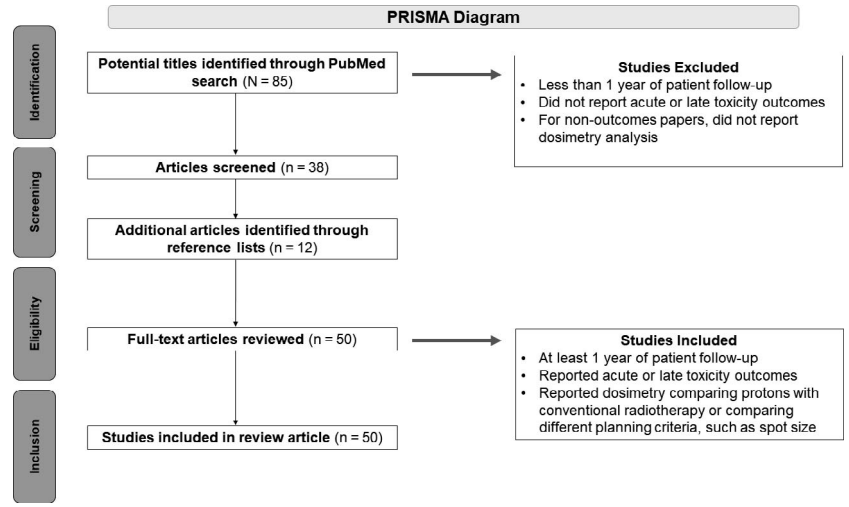 PRISMA Diagram
Identification
Potential titles identified through PubMed
search (N = 85)
Studies Excluded
• Less than 1 year of patient follow-up
• Did not report acute or late toxicity outcomes
• For non-outcomes papers, did not report
dosimetry analysis
Screening
Articles screened (n = 38)
Additional articles identified through
reference lists (n = 12)
Eligibility
Full-text articles reviewed (n = 50)
Studies Included
• At least 1 year of patient follow-up
• Reported acute or late toxicity outcomes
• Reported dosimetry comparing protons with
conventional radiotherapy or comparing
different planning criteria, such as spot size
Inclusion
Studies included in review article (n = 50)